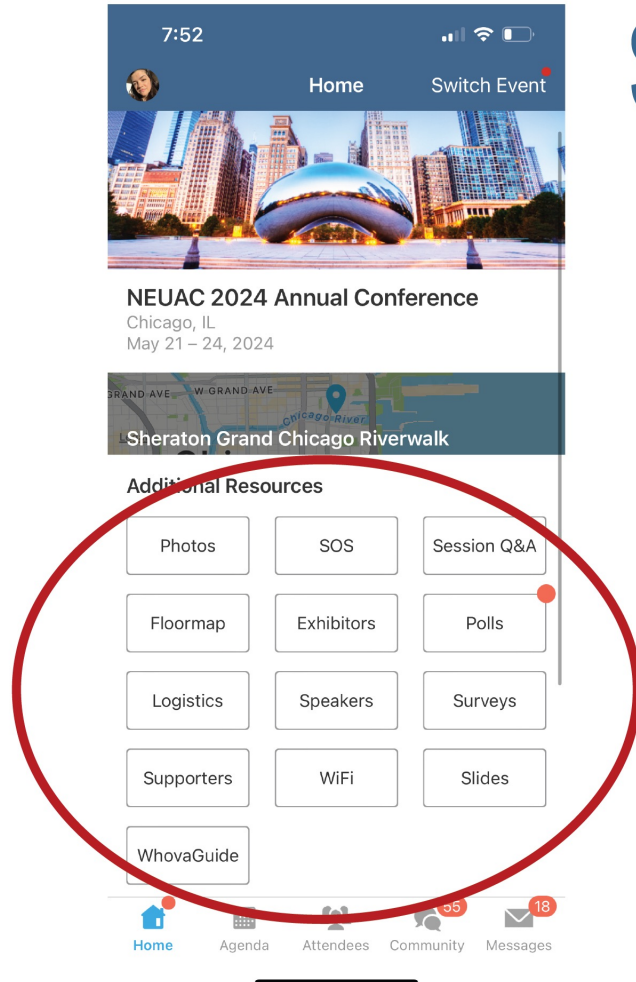 7:52
Home Switch Event
NEUAC 2024 Annual Conference
Chicago, IL
May 21 – 24, 2024
GRAND AVE W GRAND AVE
Chicago River
Sheraton Grand Chicago Riverwalk
Additional Resources
Photos SOS Session Q&A
Floormap Exhibitors Polls
Logistics Speakers Surveys
Supporters WiFi Slides
WhovaGuide
55 18
Home Agenda Attendees Community Messages